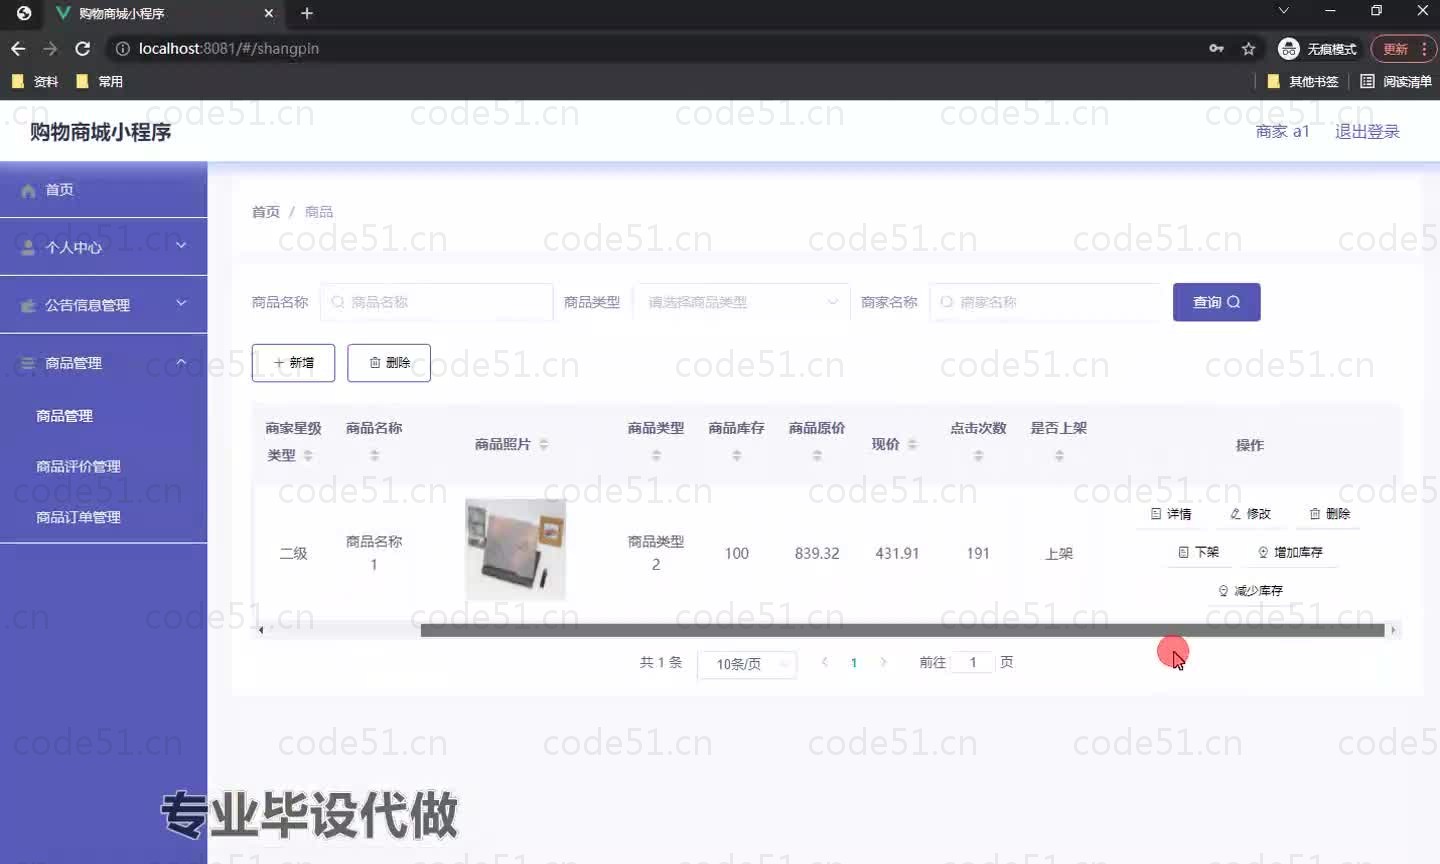 购物商城小程序
localhost:8081/#/shangpin
无痕模式
更新
资料
常用
其他书签
阅读清单
购物商城小程序
商家 a1
退出登录
首页
个人中心
公告信息管理
商品管理
商品管理
商品评价管理
商品订单管理
首页 / 商品
商品名称
商品名称
商品类型
请选择商品类型
商家名称
商家名称
查询
+ 新增
删除
商家星级类型 商品名称 商品照片 商品类型 商品库存 商品原价 现价 点击次数 是否上架 操作
二级 商品名称1 商品类型2 100 839.32 431.91 191 上架
详情 修改 删除
下架 增加库存
减少库存
共 1 条 10条/页 1 前往 1 页
code51.cn
专业毕设代做